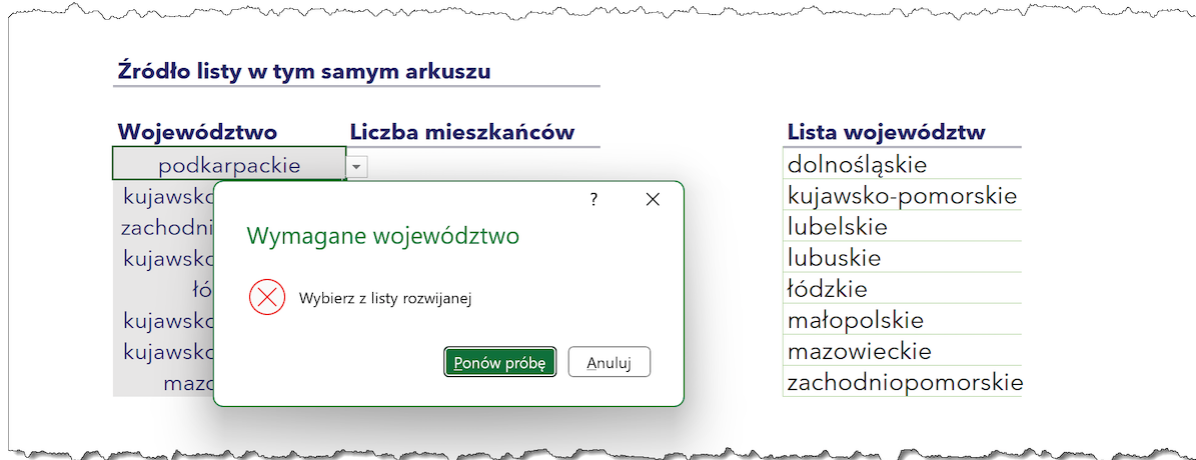 Źródło listy w tym samym arkuszu
Województwo Liczba mieszkańców Lista województw
podkarpackie dolnośląskie
kujawsko-pomorskie
lubelskie
lubuskie
łódzkie
małopolskie
mazowieckie
zachodniopomorskie
?
Wymagane województwo
Wybierz z listy rozwijanej
Ponów próbę Anuluj